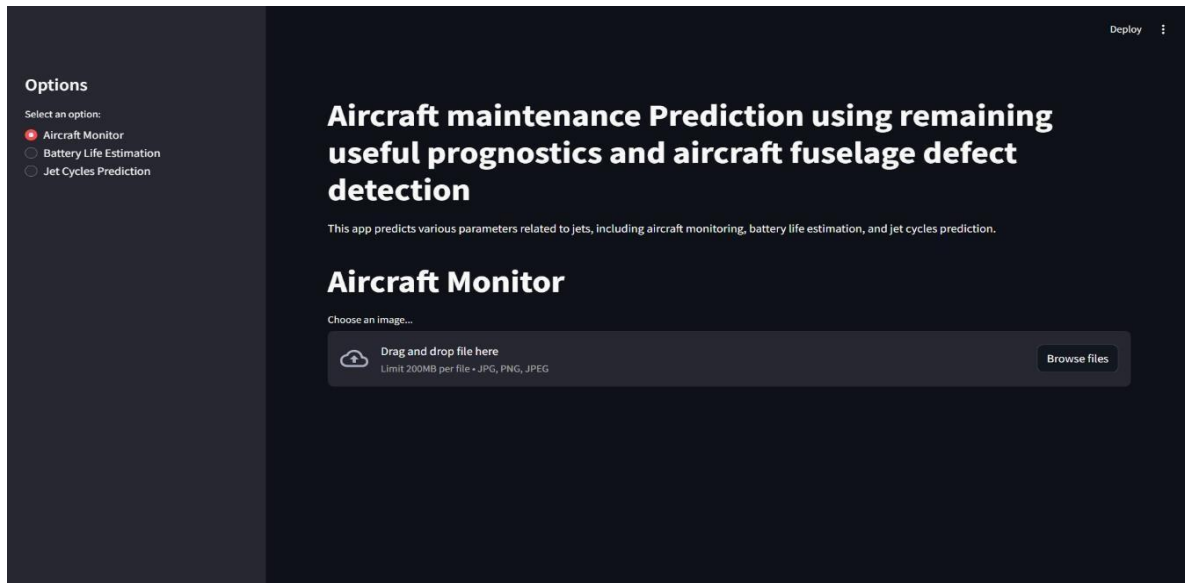 Deploy
Options
Select an option:
Aircraft Monitor
Battery Life Estimation
Jet Cycles Prediction
Aircraft maintenance Prediction using remaining
useful prognostics and aircraft fuselage defect
detection
This app predicts various parameters related to jets, including aircraft monitoring, battery life estimation, and jet cycles prediction.
Aircraft Monitor
Choose an image...
Drag and drop file here
Limit 200MB per file • JPG, PNG, JPEG
Browse files